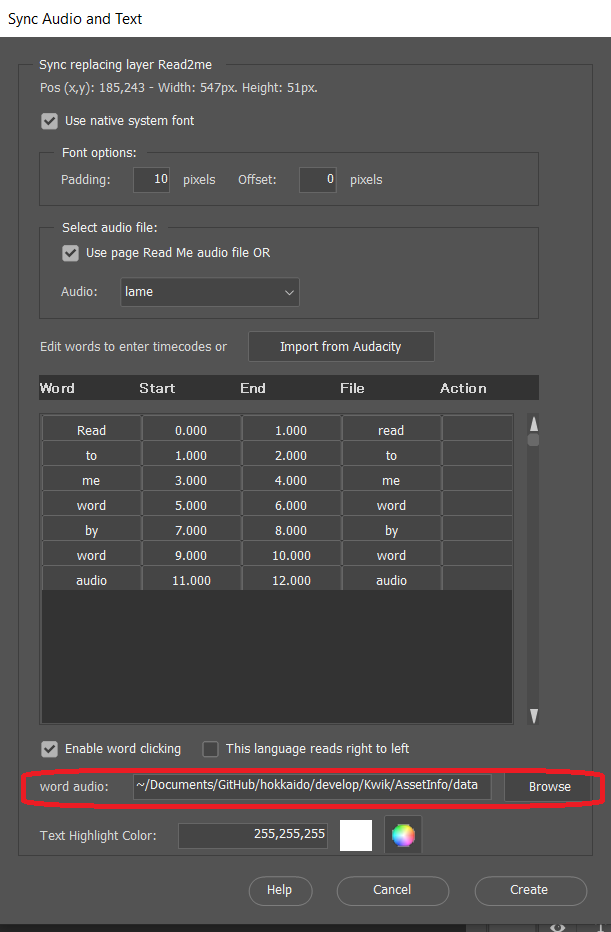 Sync Audio and Text
Sync replacing layer Read2me
Pos (x,y): 185,243 - Width: 547px. Height: 51px.
Use native system font
Font options:
Padding: 10 pixels Offset: 0 pixels
Select audio file:
Use page Read Me audio file OR
Audio: lame
Edit words to enter timecodes or Import from Audacity
Word Start End File Action
Read 0.000 1.000 read
to 1.000 2.000 to
me 3.000 4.000 me
word 5.000 6.000 word
by 7.000 8.000 by
word 9.000 10.000 word
audio 11.000 12.000 audio
Enable word clicking This language reads right to left
word audio: ~/Documents/GitHub/hokkaido/develop/Kwik/AssetInfo/data Browse
Text Highlight Color: 255,255,255
Help Cancel Create